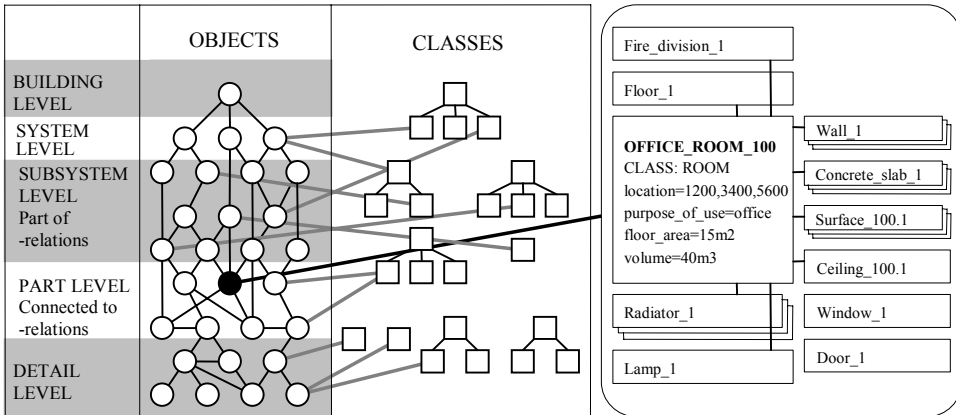 OBJECTS
CLASSES
BUILDING
LEVEL
SYSTEM
LEVEL
SUBSYSTEM
LEVEL
Part of
-relations
PART LEVEL
Connected to
-relations
DETAIL
LEVEL
Fire_division_1
Floor_1
OFFICE_ROOM_100
CLASS: ROOM
location=1200,3400,5600
purpose_of_use=office
floor_area=15m2
volume=40m3
Wall_1
Concrete_slab_1
Surface_100.1
Ceiling_100.1
Radiator_1
Window_1
Lamp_1
Door_1